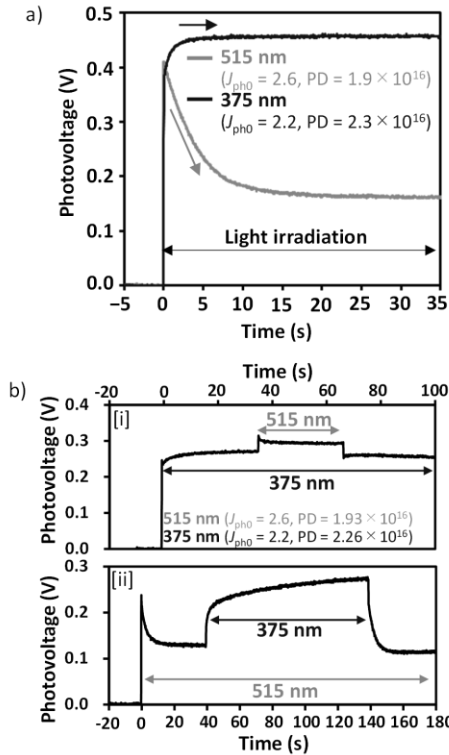 a)
0.5
0.4
0.3
0.2
0.1
0.0
Photovoltage (V)
515 nm
(Jph0 = 2.6, PD = 1.9 × 10^16)
375 nm
(Jph0 = 2.2, PD = 2.3 × 10^16)
Light irradiation
−5 0 5 10 15 20 25 30 35
Time (s)
b)
Time (s)
-20 0 20 40 60 80 100
0.4
0.3
0.2
0.1
0.0
Photovoltage (V)
[i]
515 nm
375 nm
515 nm (Jph0 = 2.6, PD = 1.93 × 10^16)
375 nm (Jph0 = 2.2, PD = 2.26 × 10^16)
0.3
0.2
0.1
0.0
Photovoltage (V)
[ii]
375 nm
515 nm
-20 0 20 40 60 80 100 120 140 160 180
Time (s)